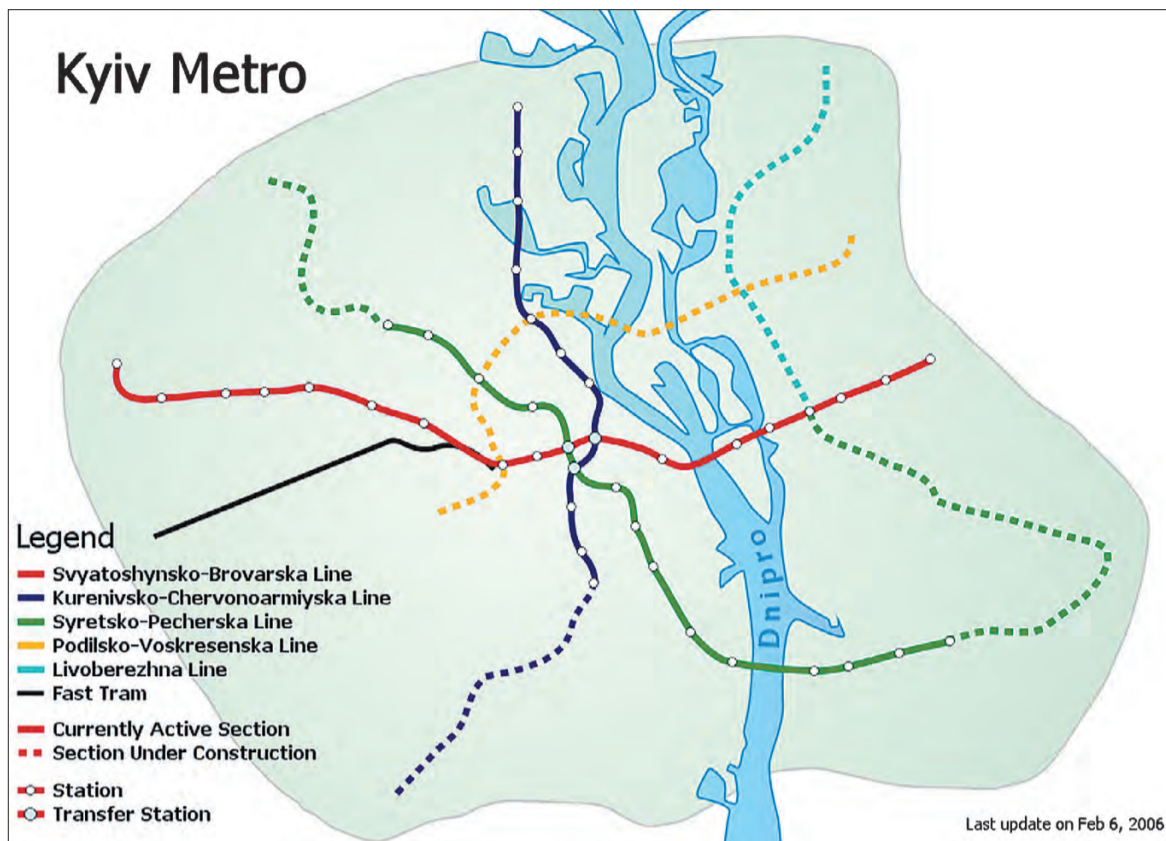 Kyiv Metro
Dnipro
Legend
Svyatoshynsko-Brovarska Line
Kurenivsko-Chervonoarmiyska Line
Syretsko-Pecherska Line
Podilsko-Voskresenska Line
Livoberezhna Line
Fast Tram
Currently Active Section
Section Under Construction
Station
Transfer Station
Last update on Feb 6, 2006